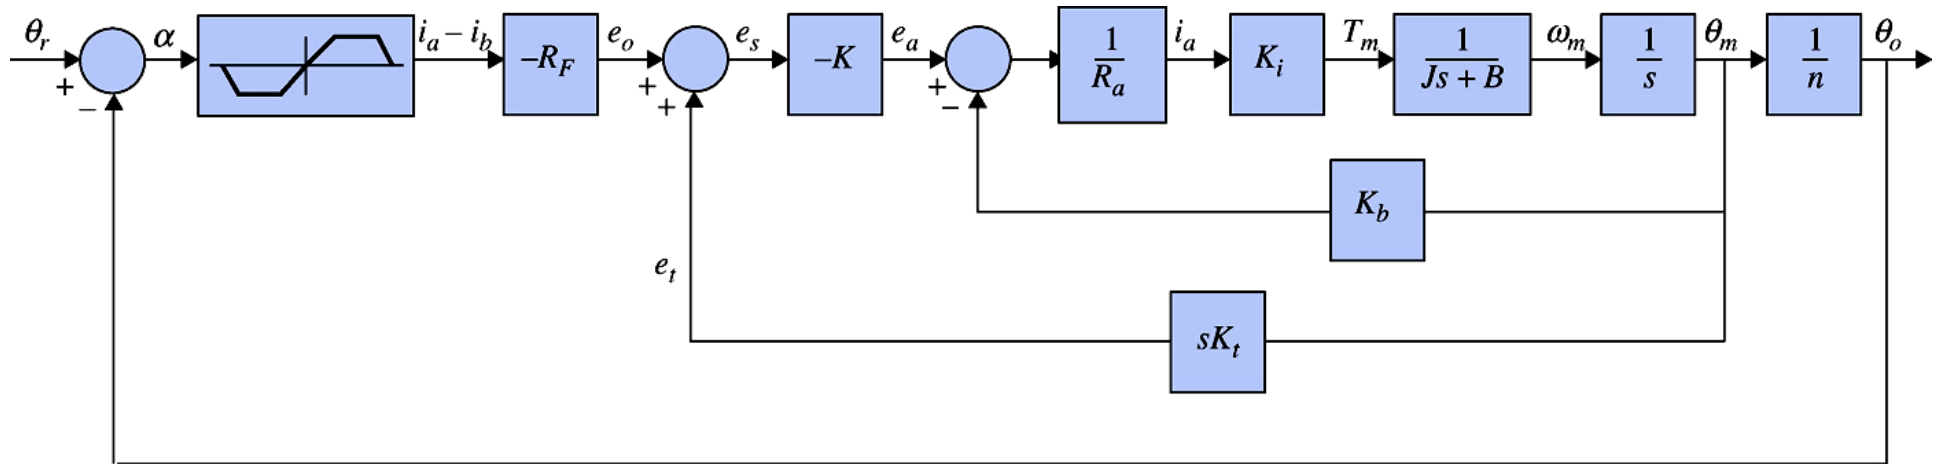 θr
+
−
α
ia − ib
−RF
eo
+
+
es
−K
ea
+
−
1
Ra
ia
Ki
Tm
1
Js + B
ωm
1
s
θm
1
n
θo
Kb
et
sKt